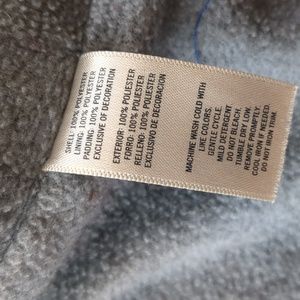 SHELL: 100% POLYESTER
LINING: 100% POLYESTER
PADDING: 100% POLYESTER
EXCLUSIVE OF DECORATION
EXTERIOR: 100% POLIESTER
FORRO: 100% POLIESTER
RELLENO: 100% POLIESTER
EXCLUSIVO DE DECORACION
MACHINE WASH COLD WITH
LIKE COLORS.
GENTLE CYCLE.
MILD DETERGENT
DO NOT BLEACH.
TUMBLE DRY LOW.
REMOVE PROMPTLY.
COOL IRON IF NEEDED.
DO NOT IRON TRIM.